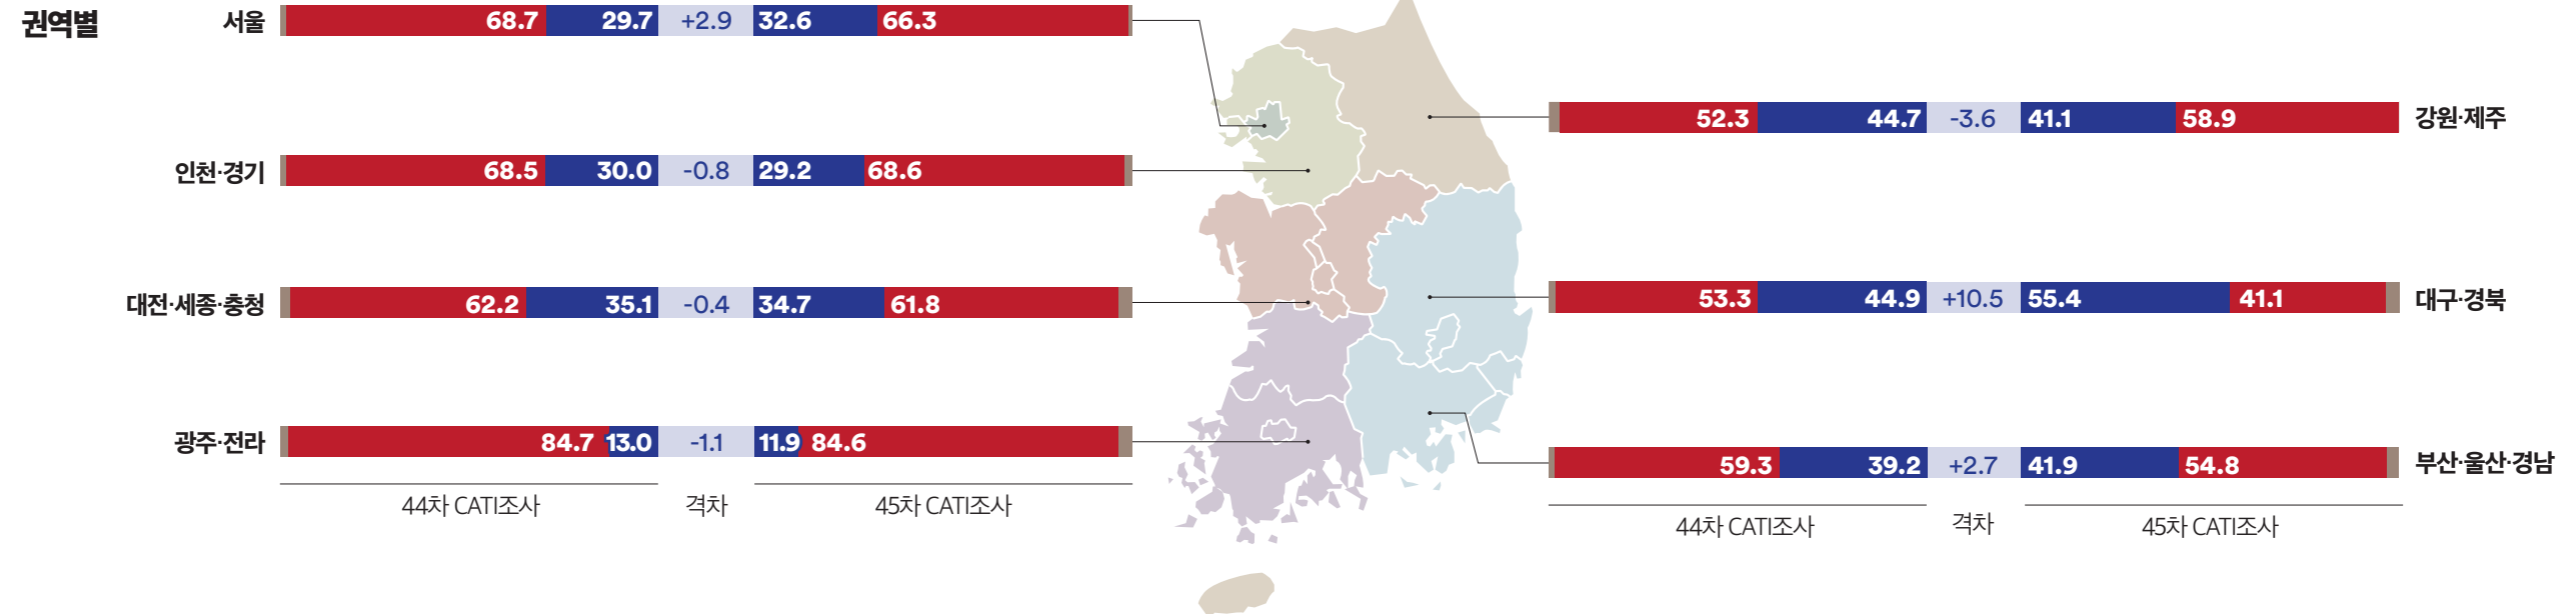 권역별
서울 68.7 29.7 +2.9 32.6 66.3
인천·경기 68.5 30.0 -0.8 29.2 68.6
대전·세종·충청 62.2 35.1 -0.4 34.7 61.8
광주·전라 84.7 13.0 -1.1 11.9 84.6
44차 CATI조사 격차 45차 CATI조사
52.3 44.7 -3.6 41.1 58.9 강원·제주
53.3 44.9 +10.5 55.4 41.1 대구·경북
59.3 39.2 +2.7 41.9 54.8 부산·울산·경남
44차 CATI조사 격차 45차 CATI조사